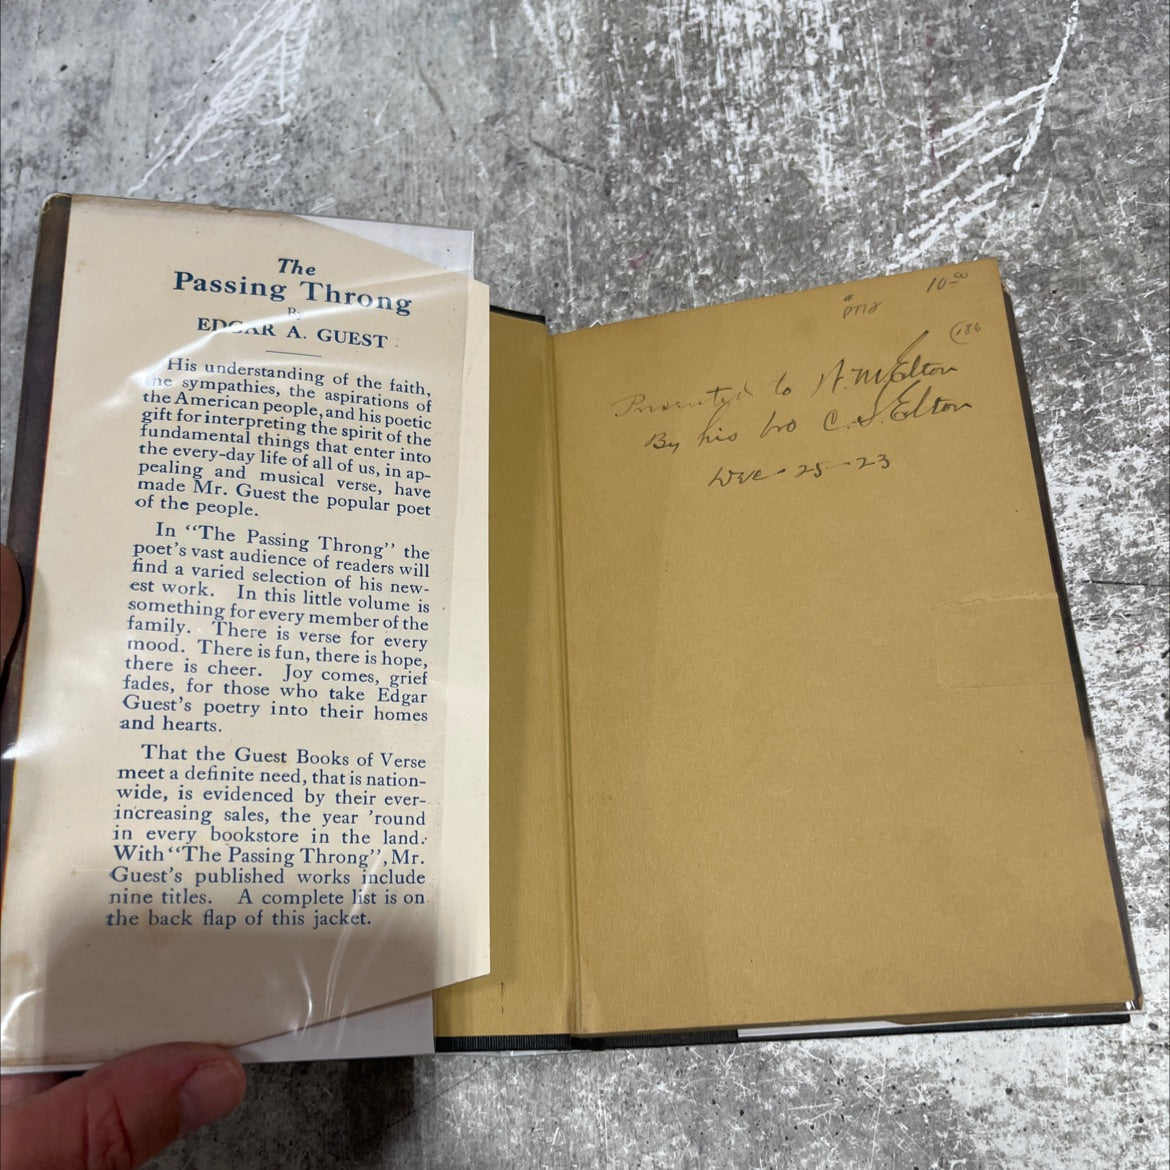 The
Passing Throng
By
EDGAR A. GUEST
His understanding of the faith,
the sympathies, the aspirations of
the American people, and his poetic
gift for interpreting the spirit of the
fundamental things that enter into
the every-day life of all of us, in ap-
pealing and musical verse, have
made Mr. Guest the popular poet
of the people.
In “The Passing Throng” the
poet's vast audience of readers will
find a varied selection of his new-
est work. In this little volume is
something for every member of the
family. There is verse for every
mood. There is fun, there is hope,
there is cheer. Joy comes, grief
fades, for those who take Edgar
Guest's poetry into their homes
and hearts.
That the Guest Books of Verse
meet a definite need, that is nation-
wide, is evidenced by their ever-
increasing sales, the year 'round
in every bookstore in the land.
With “The Passing Throng”, Mr.
Guest's published works include
nine titles. A complete list is on
the back flap of this jacket.
10.00
186
Presented to A. M. Elton
By his bro C. S. Elton
Dec - 25 - 23